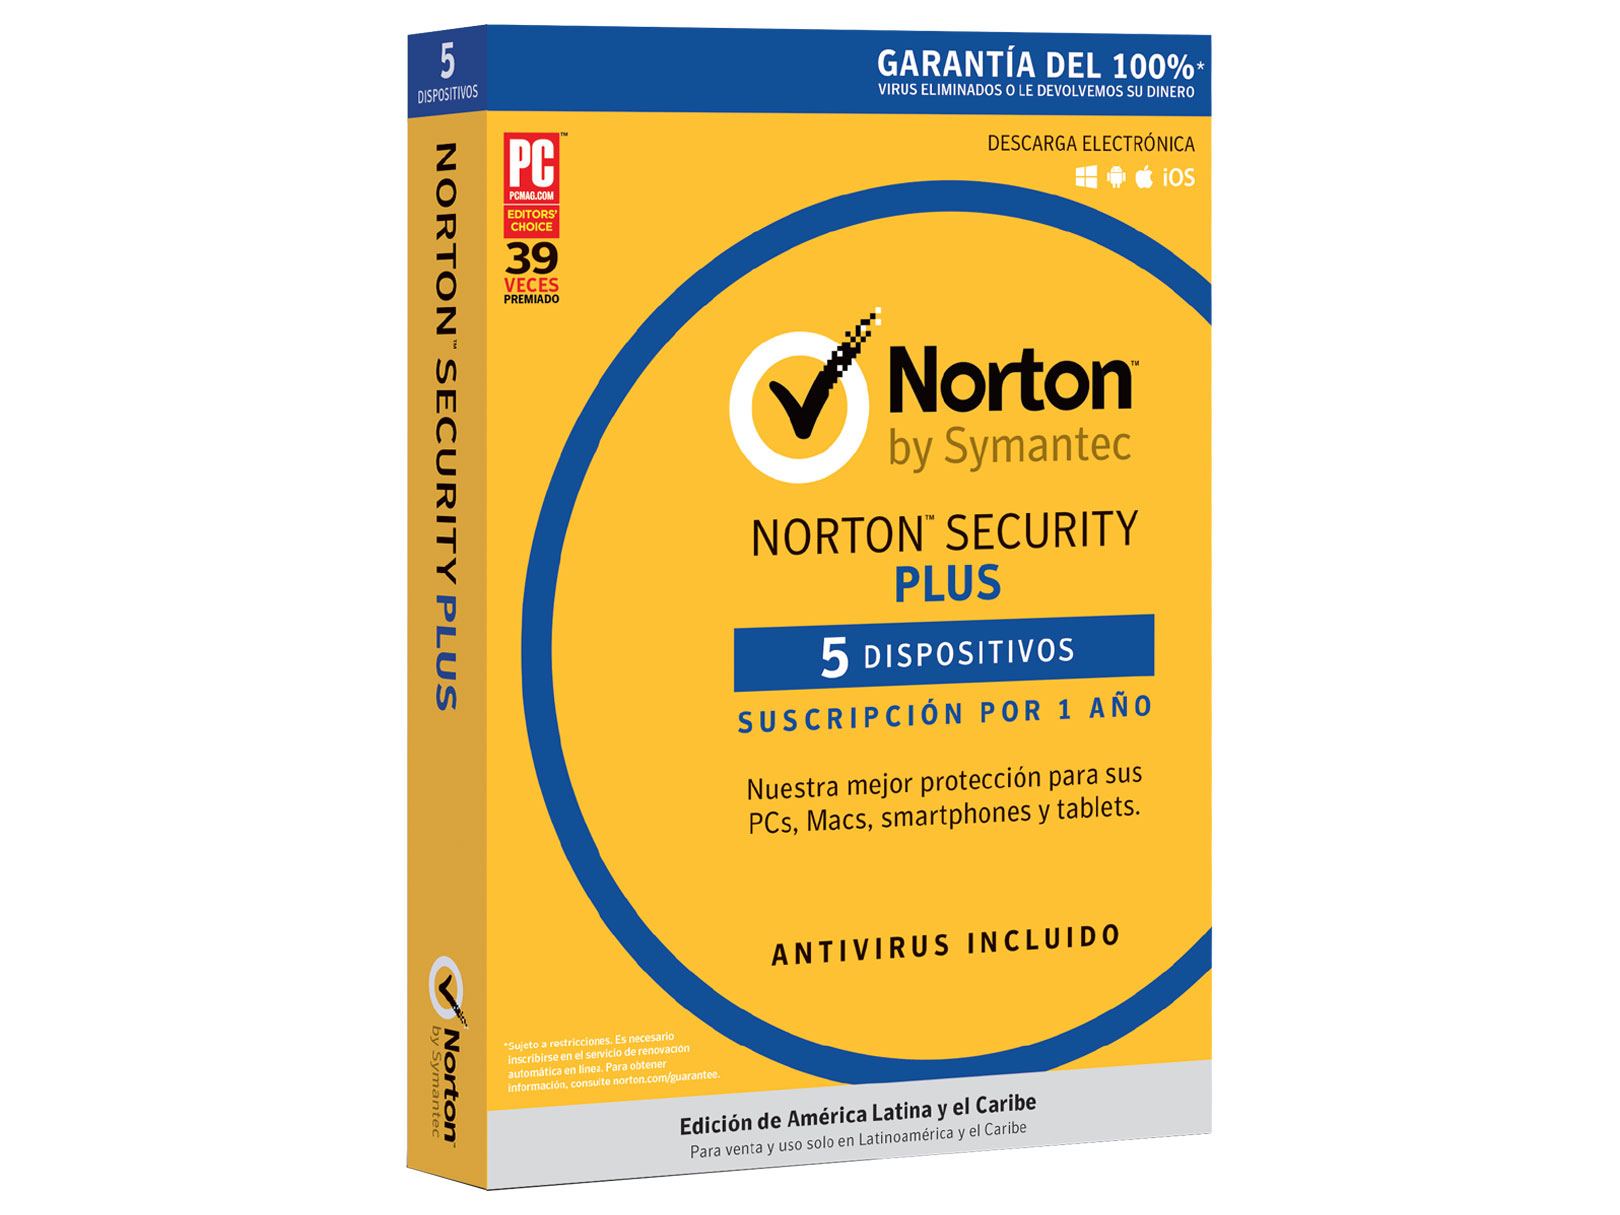 5
DISPOSITIVOS
NORTON™ SECURITY PLUS
Norton
by Symantec
GARANTÍA DEL 100%*
VIRUS ELIMINADOS O LE DEVOLVEMOS SU DINERO
DESCARGA ELECTRÓNICA
iOS
PC™
PCMAG.COM
EDITORS'
CHOICE
39
VECES
PREMIADO
Norton™
by Symantec
NORTON™ SECURITY
PLUS
5 DISPOSITIVOS
SUSCRIPCIÓN POR 1 AÑO
Nuestra mejor protección para sus
PCs, Macs, smartphones y tablets.
ANTIVIRUS INCLUIDO
*Sujeto a restricciones. Es necesario
inscribirse en el servicio de renovación
automática en línea. Para obtener
información, consulte norton.com/guarantee.
Edición de América Latina y el Caribe
Para venta y uso solo en Latinoamérica y el Caribe